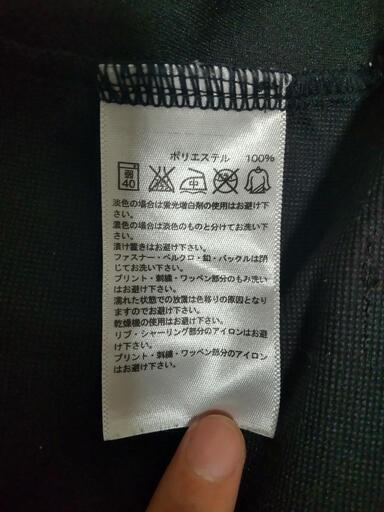 ポリエステル 100%
弱 40 中
淡色の場合は蛍光増白剤の使用はお避け下
さい。
濃色の場合は淡色のものと分けてお洗い下
さい。
漬け置きはお避け下さい。
ファスナー・ベルクロ・釦・バックルは閉
じてお洗い下さい。
プリント・刺繍・ワッペン部分のもみ洗い
はお避け下さい。
濡れた状態での放置は色移りの原因となり
ますのでお避け下さい。
乾燥機の使用はお避け下さい。
リブ・シャーリング部分のアイロンはお避
け下さい。
プリント・刺繍・ワッペン部分のアイロン
はお避け下さい。